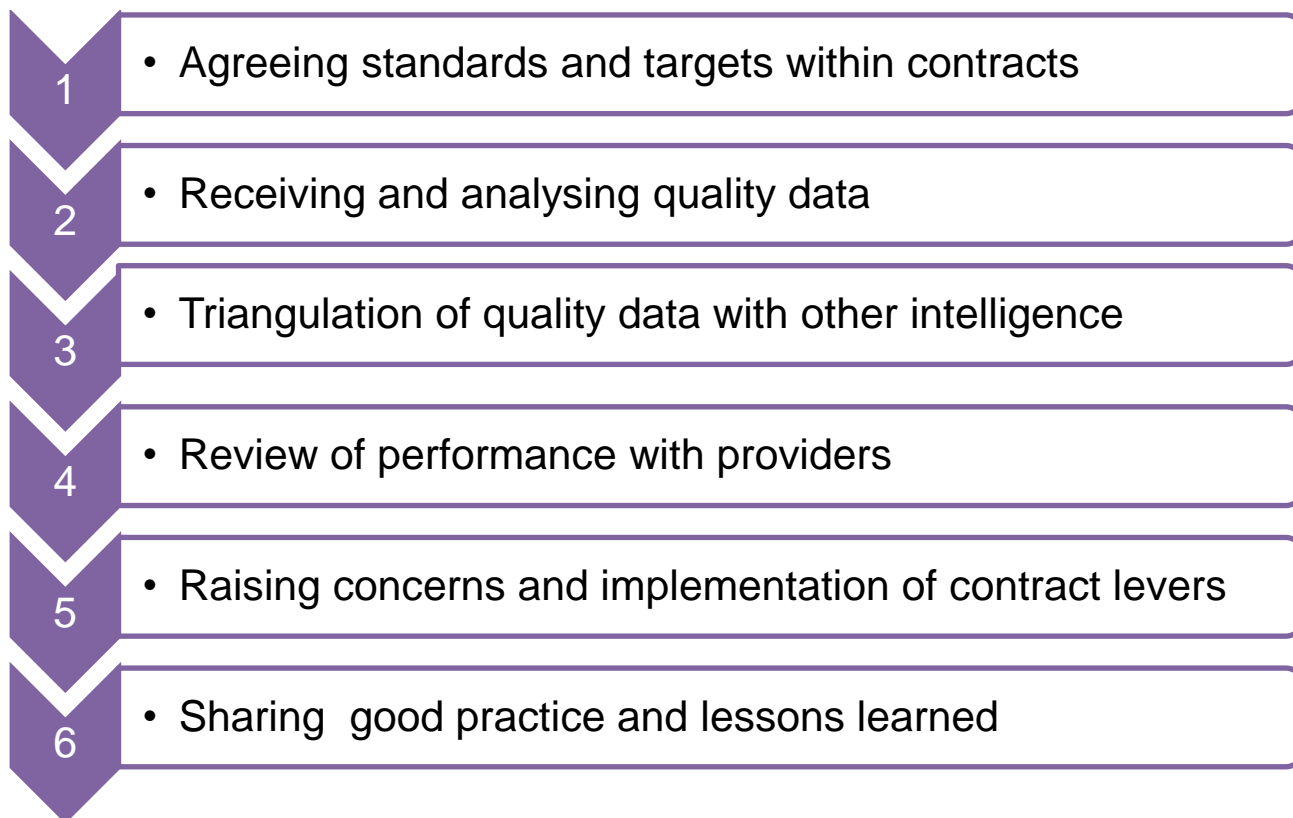 1
• Agreeing standards and targets within contracts
2
• Receiving and analysing quality data
3
• Triangulation of quality data with other intelligence
4
• Review of performance with providers
5
• Raising concerns and implementation of contract levers
6
• Sharing  good practice and lessons learned